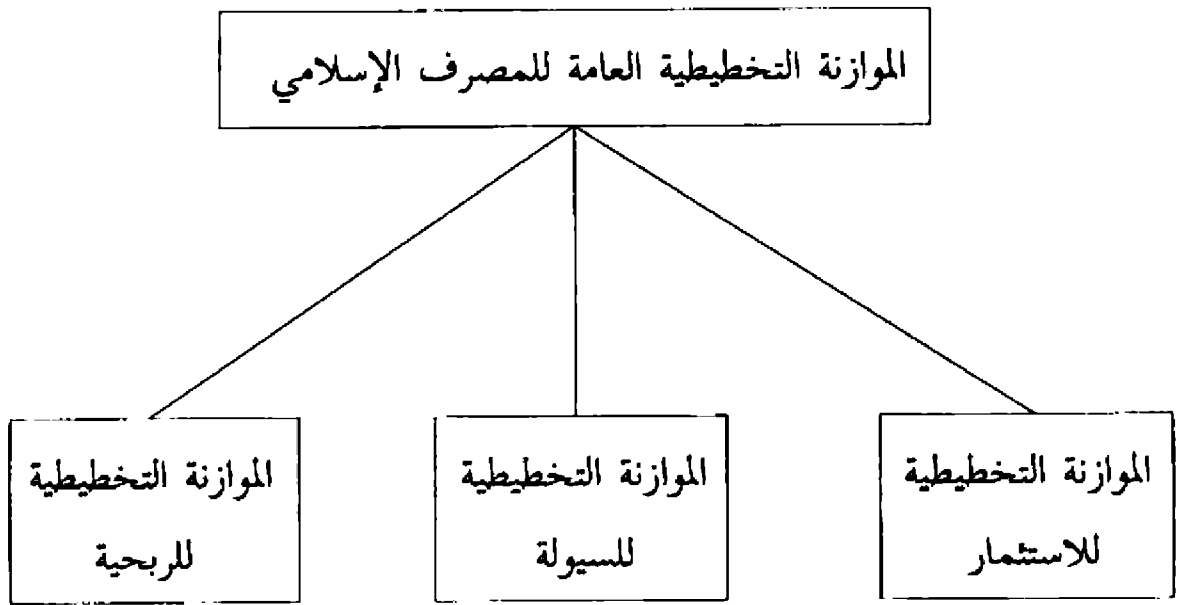 الموازنة التخطيطية العامة للمصرف الإسلامي
الموازنة التخطيطية
للاستثمار
الموازنة التخطيطية
للسيولة
الموازنة التخطيطية
للربحية